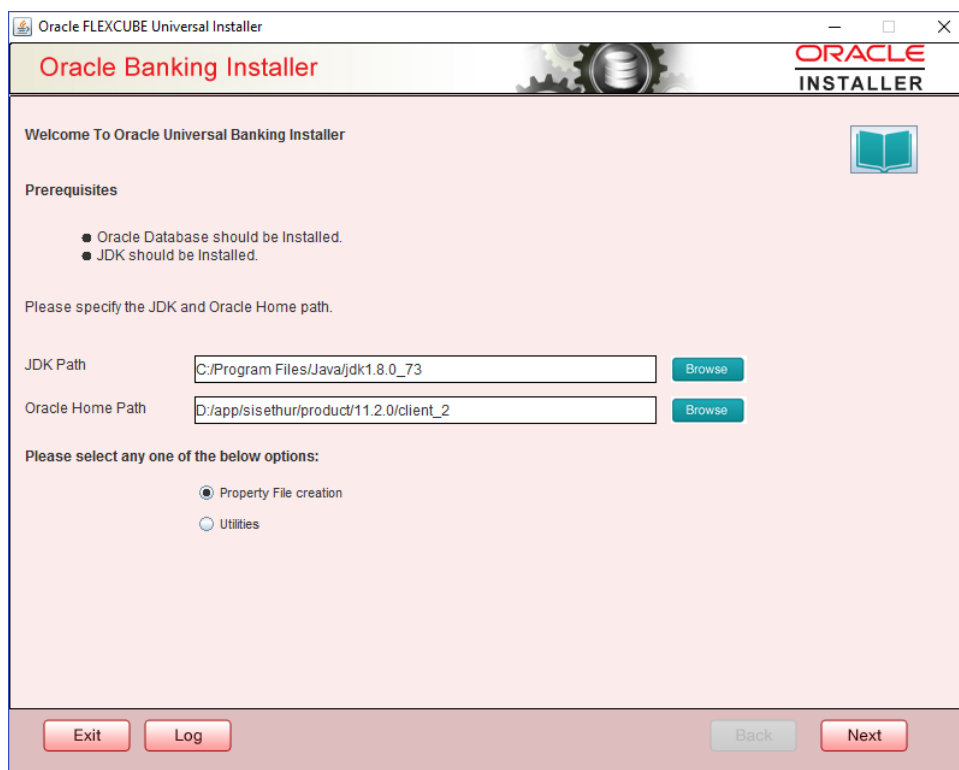 Oracle FLEXCUBE Universal Installer
Oracle Banking Installer
ORACLE
INSTALLER
Welcome To Oracle Universal Banking Installer
Prerequisites
Oracle Database should be Installed.
JDK should be Installed.
Please specify the JDK and Oracle Home path.
JDK Path C:/Program Files/Java/jdk1.8.0_73 Browse
Oracle Home Path D:/app/sisethur/product/11.2.0/client_2 Browse
Please select any one of the below options:
Property File creation
Utilities
Exit Log Back Next